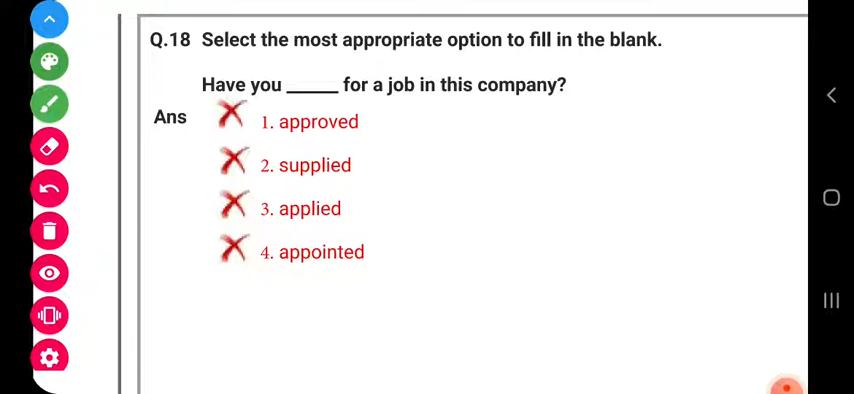 Q.18 Select the most appropriate option to fill in the blank.
Have you _____ for a job in this company?
Ans 1. approved
2. supplied
3. applied
4. appointed